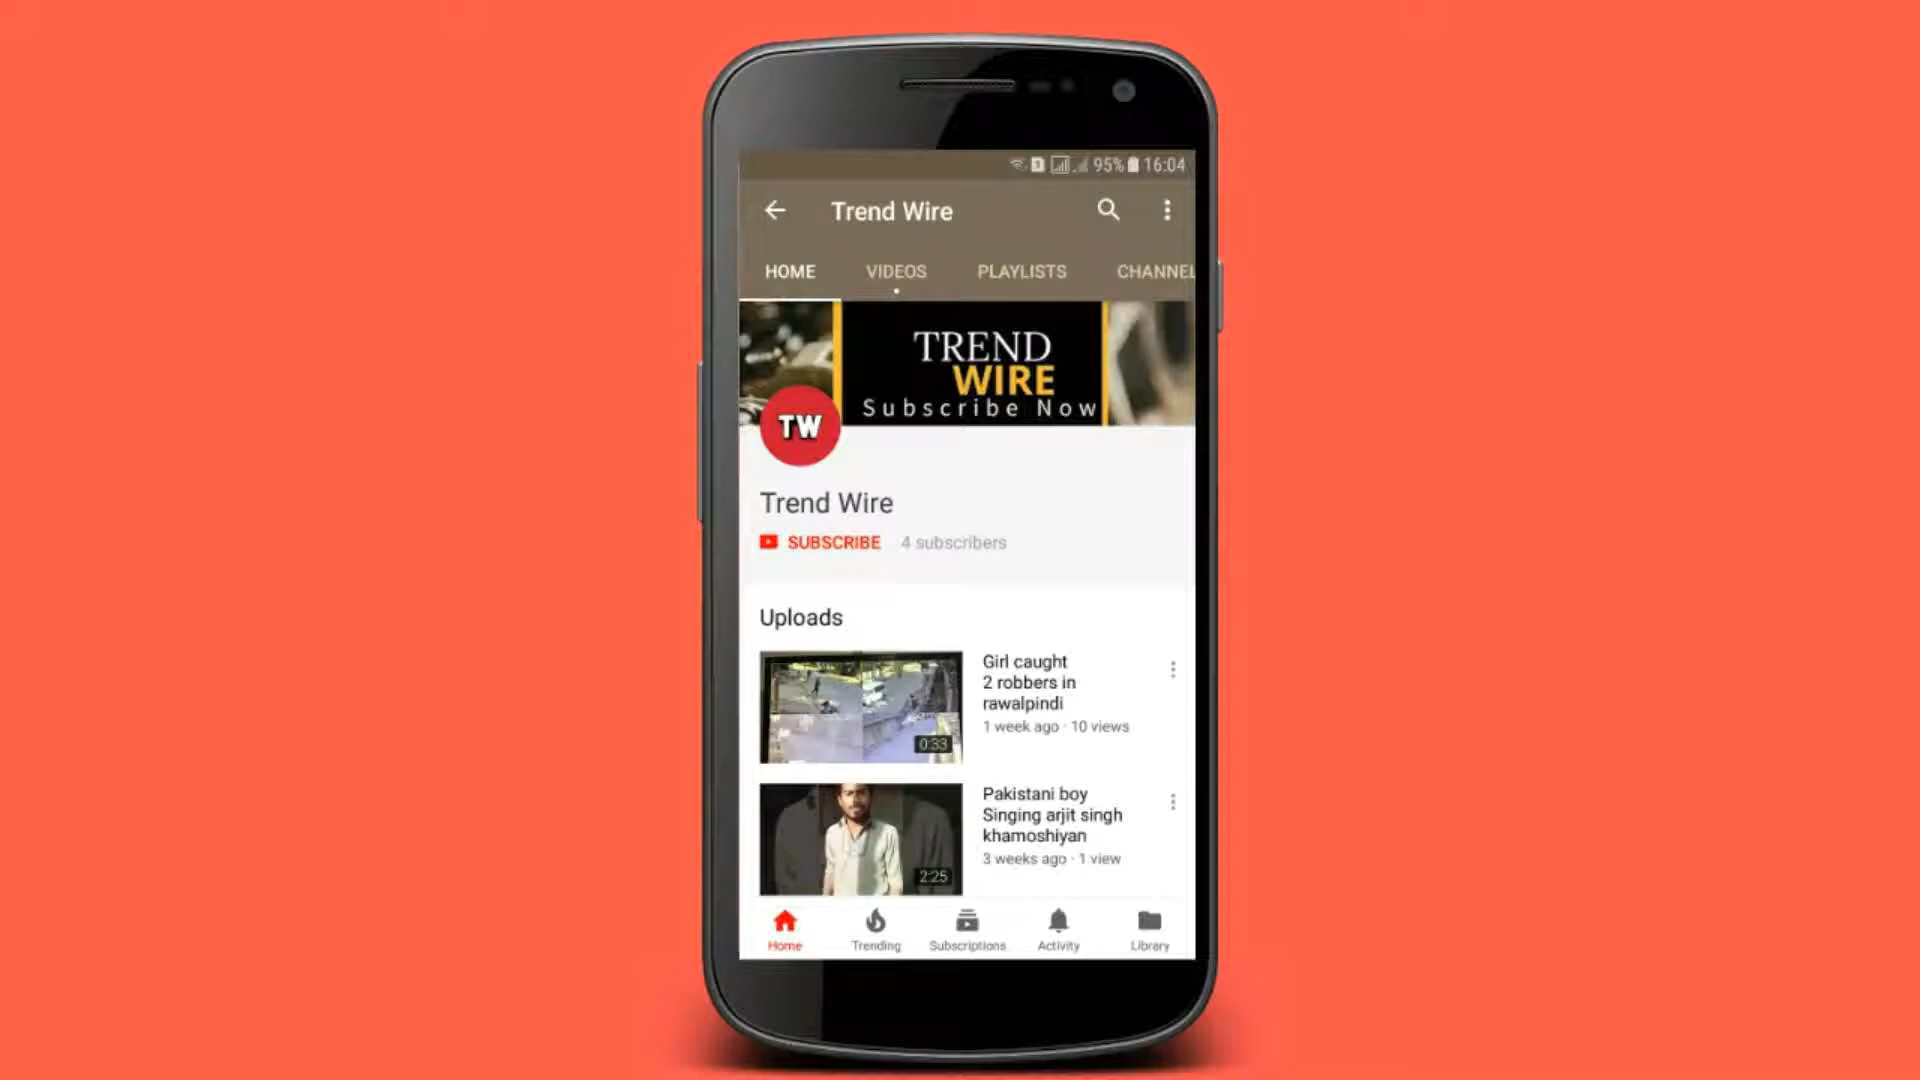 95% 16:04
Trend Wire
HOME VIDEOS PLAYLISTS CHANNEL
TREND
WIRE
Subscribe Now
TW
Trend Wire
SUBSCRIBE 4 subscribers
Uploads
Girl caught
2 robbers in
rawalpindi
1 week ago · 10 views
0:33
Pakistani boy
Singing arjit singh
khamoshiyan
3 weeks ago · 1 view
2:25
Home Trending Subscriptions Activity Library